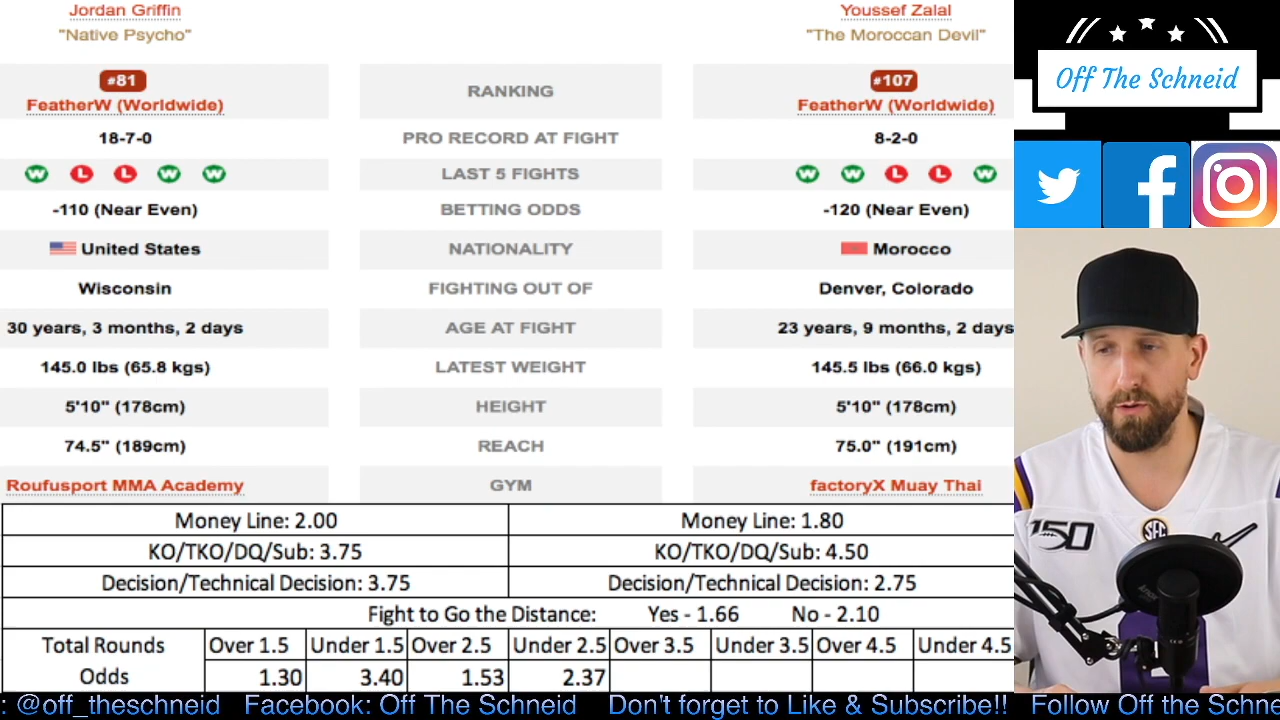 Jordan Griffin
"Native Psycho"
Youssef Zalal
"The Moroccan Devil"
#81
FeatherW (Worldwide)
RANKING
#107
FeatherW (Worldwide)
18-7-0
PRO RECORD AT FIGHT
8-2-0
W L L W W
LAST 5 FIGHTS
W W L L W
-110 (Near Even)
BETTING ODDS
-120 (Near Even)
United States
NATIONALITY
Morocco
Wisconsin
FIGHTING OUT OF
Denver, Colorado
30 years, 3 months, 2 days
AGE AT FIGHT
23 years, 9 months, 2 days
145.0 lbs (65.8 kgs)
LATEST WEIGHT
145.5 lbs (66.0 kgs)
5'10" (178cm)
HEIGHT
5'10" (178cm)
74.5" (189cm)
REACH
75.0" (191cm)
Roufusport MMA Academy
GYM
factoryX Muay Thai
Money Line: 2.00
Money Line: 1.80
KO/TKO/DQ/Sub: 3.75
KO/TKO/DQ/Sub: 4.50
Decision/Technical Decision: 3.75
Decision/Technical Decision: 2.75
Fight to Go the Distance: Yes - 1.66 No - 2.10
Total Rounds Over 1.5 Under 1.5 Over 2.5 Under 2.5 Over 3.5 Under 3.5 Over 4.5 Under 4.5
Odds 1.30 3.40 1.53 2.37
Off The Schneid
150
SEC
: @off_theschneid Facebook: Off The Schneid Don't forget to Like & Subscribe!! Follow Off the Schne